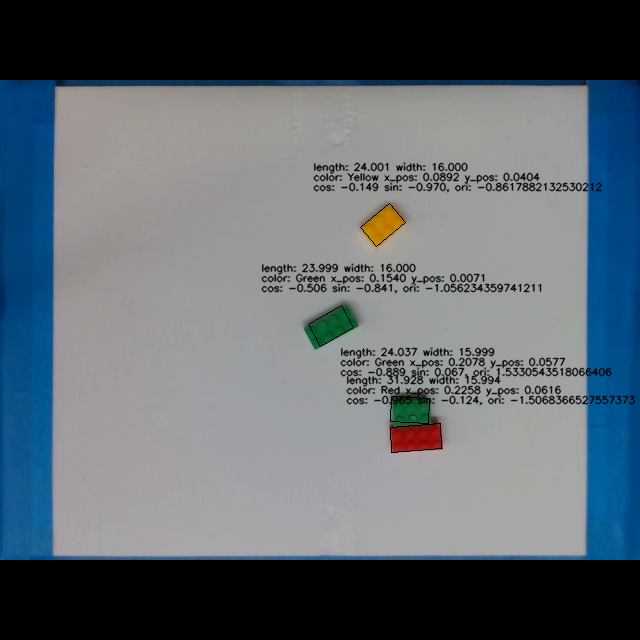 length: 24.001 width: 16.000
color: Yellow x_pos: 0.0892 y_pos: 0.0404
cos: −0.149 sin: −0.970, ori: −0.8617882132530212
length: 23.999 width: 16.000
color: Green x_pos: 0.1540 y_pos: 0.0071
cos: −0.506 sin: −0.841, ori: −1.056234359741211
length: 24.037 width: 15.999
color: Green x_pos: 0.2078 y_pos: 0.0577
cos: −0.889 sin: 0.067, ori: 1.5330543518066406
length: 31.928 width: 15.994
color: Red x_pos: 0.2258 y_pos: 0.0616
cos: −0.965 sin: −0.124, ori: −1.5068366527557373